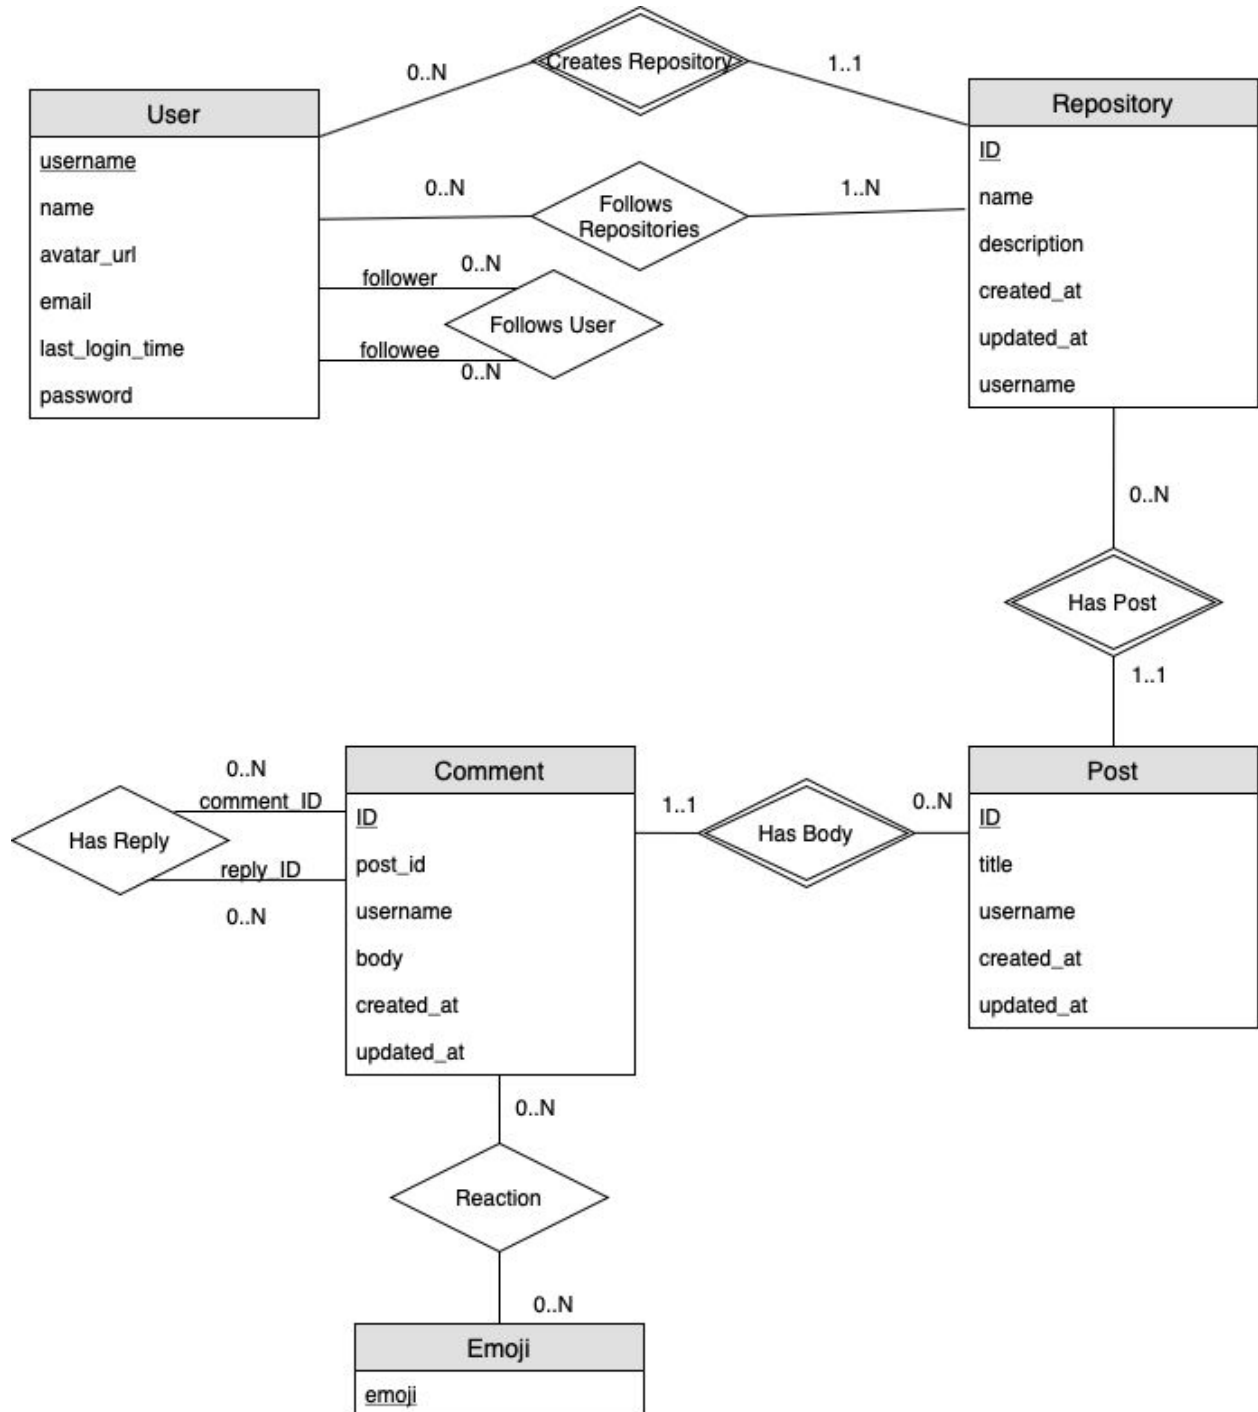 Creates Repository
0..N
1..1
User
username
name
avatar_url
email
last_login_time
password
Repository
ID
name
description
created_at
updated_at
username
0..N
Follows
Repositories
1..N
follower
0..N
Follows User
followee
0..N
0..N
Has Post
1..1
0..N
comment_ID
Has Reply
reply_ID
0..N
Comment
ID
post_id
username
body
created_at
updated_at
1..1
Has Body
0..N
Post
ID
title
username
created_at
updated_at
0..N
Reaction
0..N
Emoji
emoji